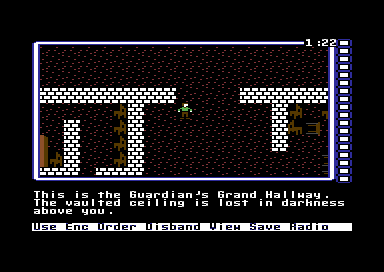 1:22
This is the Guardian's Grand Hallway.
The vaulted ceiling is lost in darkness
above you.
Use Enc Order Disband View Save Radio